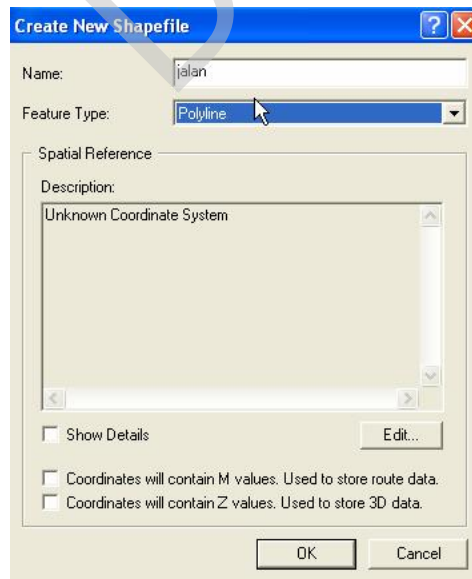 Create New Shapefile
Name: jalan
Feature Type: Polyline
Spatial Reference
Description:
Unknown Coordinate System
Show Details Edit...
Coordinates will contain M values. Used to store route data.
Coordinates will contain Z values. Used to store 3D data.
OK Cancel